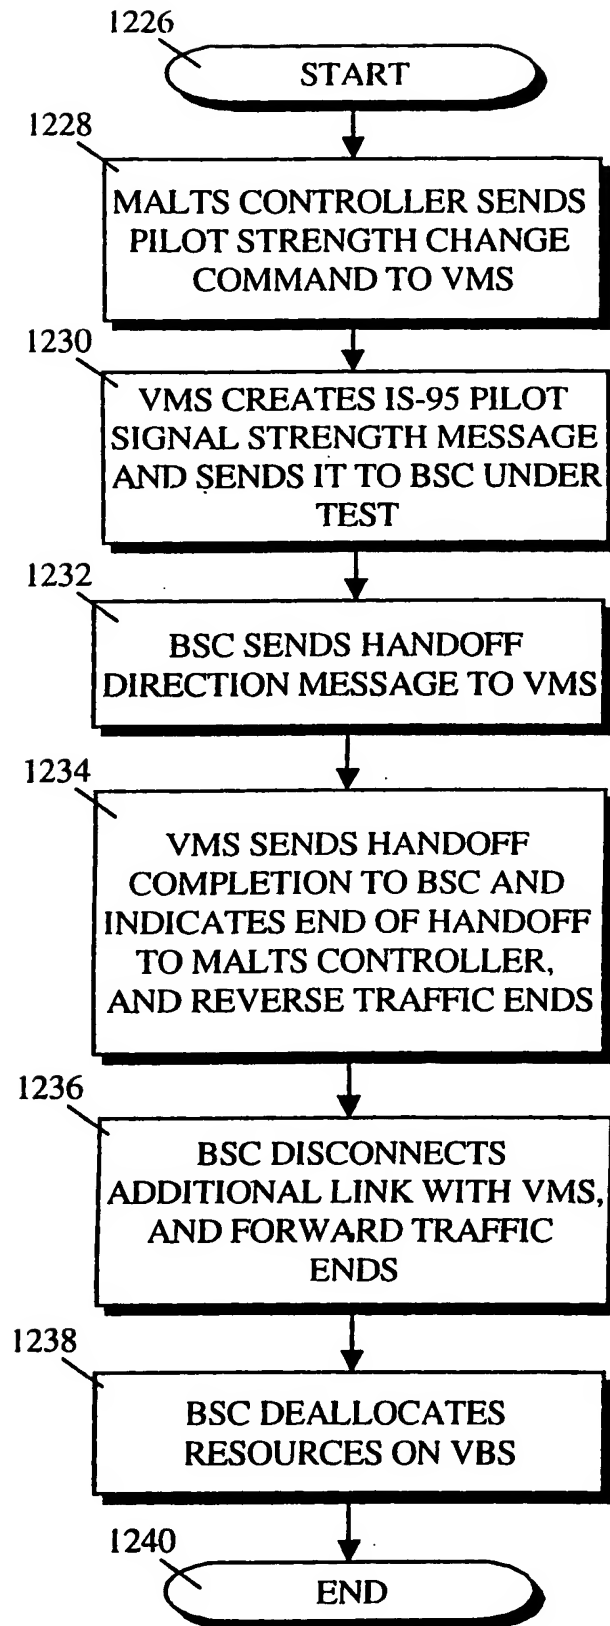 1226
START
1228
MALTS CONTROLLER SENDS
PILOT STRENGTH CHANGE
COMMAND TO VMS
1230
VMS CREATES IS-95 PILOT
SIGNAL STRENGTH MESSAGE
AND SENDS IT TO BSC UNDER
TEST
1232
BSC SENDS HANDOFF
DIRECTION MESSAGE TO VMS
1234
VMS SENDS HANDOFF
COMPLETION TO BSC AND
INDICATES END OF HANDOFF
TO MALTS CONTROLLER,
AND REVERSE TRAFFIC ENDS
1236
BSC DISCONNECTS
ADDITIONAL LINK WITH VMS,
AND FORWARD TRAFFIC
ENDS
1238
BSC DEALLOCATES
RESOURCES ON VBS
1240
END